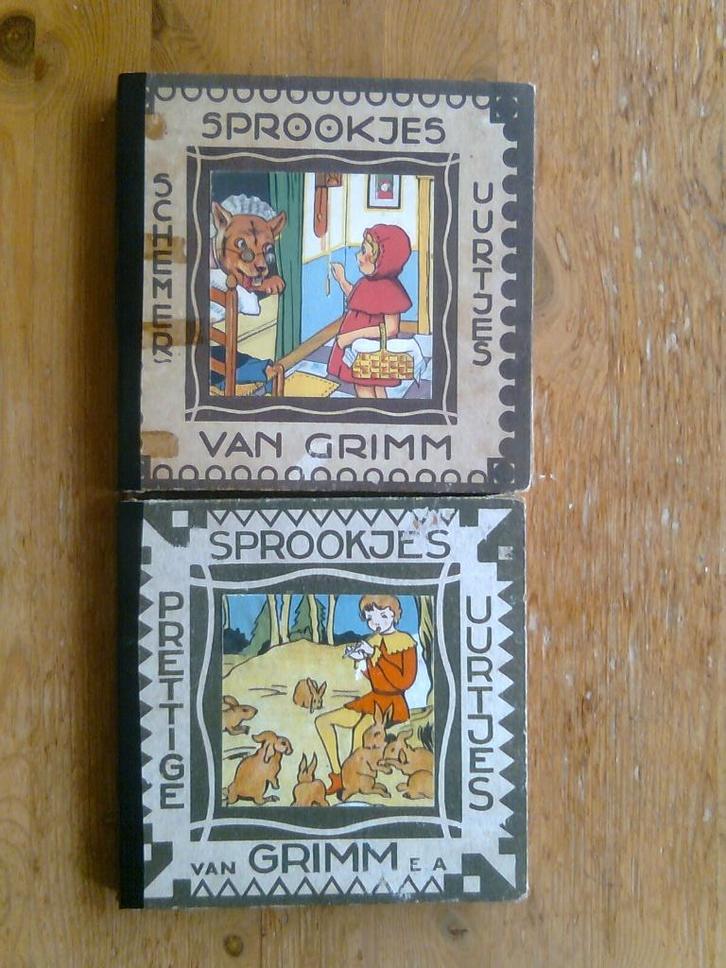 SPROOKJES
SCHEMER
UURTJES
VAN GRIMM
SPROOKJES
PRETTIGE
UURTJES
VAN GRIMM E A